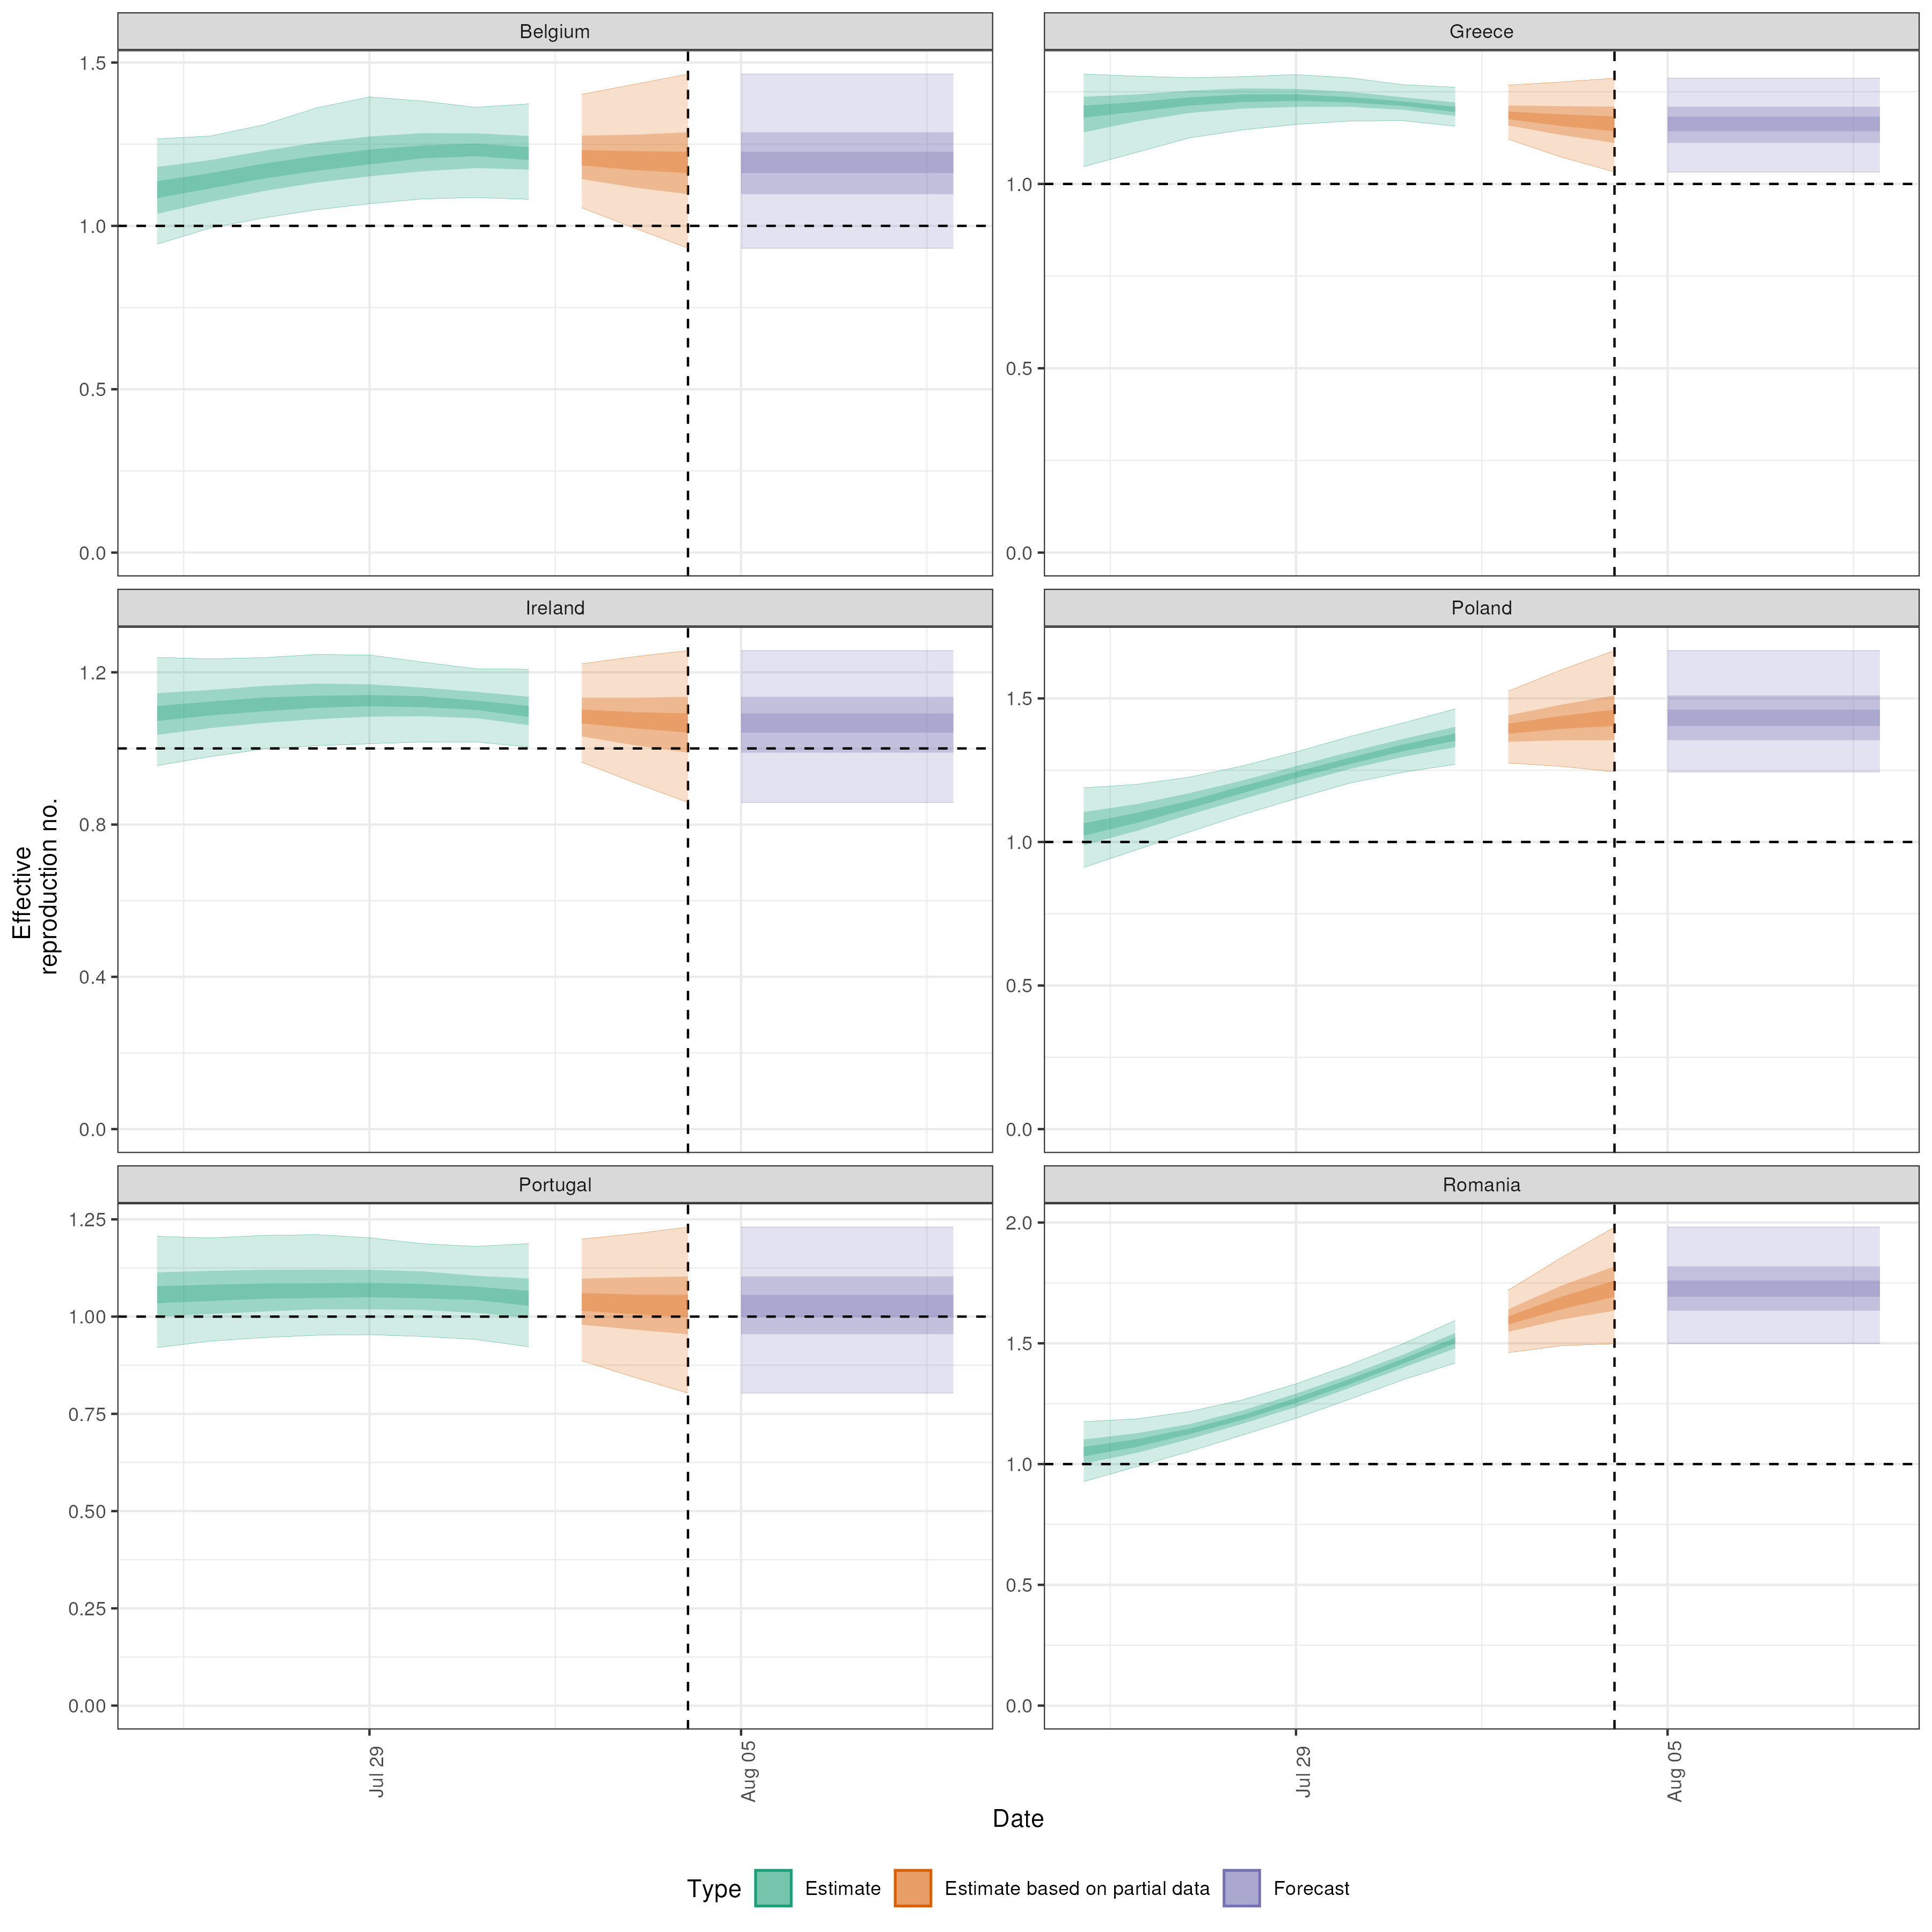 Belgium
Greece
1.5
1.0
0.5
0.0
1.0
0.5
0.0
Ireland
Poland
1.2
0.8
0.4
0.0
1.5
1.0
0.5
0.0
Effective
reproduction no.
Portugal
Romania
1.25
1.00
0.75
0.50
0.25
0.00
2.0
1.5
1.0
0.5
0.0
Jul 29
Aug 05
Jul 29
Aug 05
Date
Type Estimate Estimate based on partial data Forecast